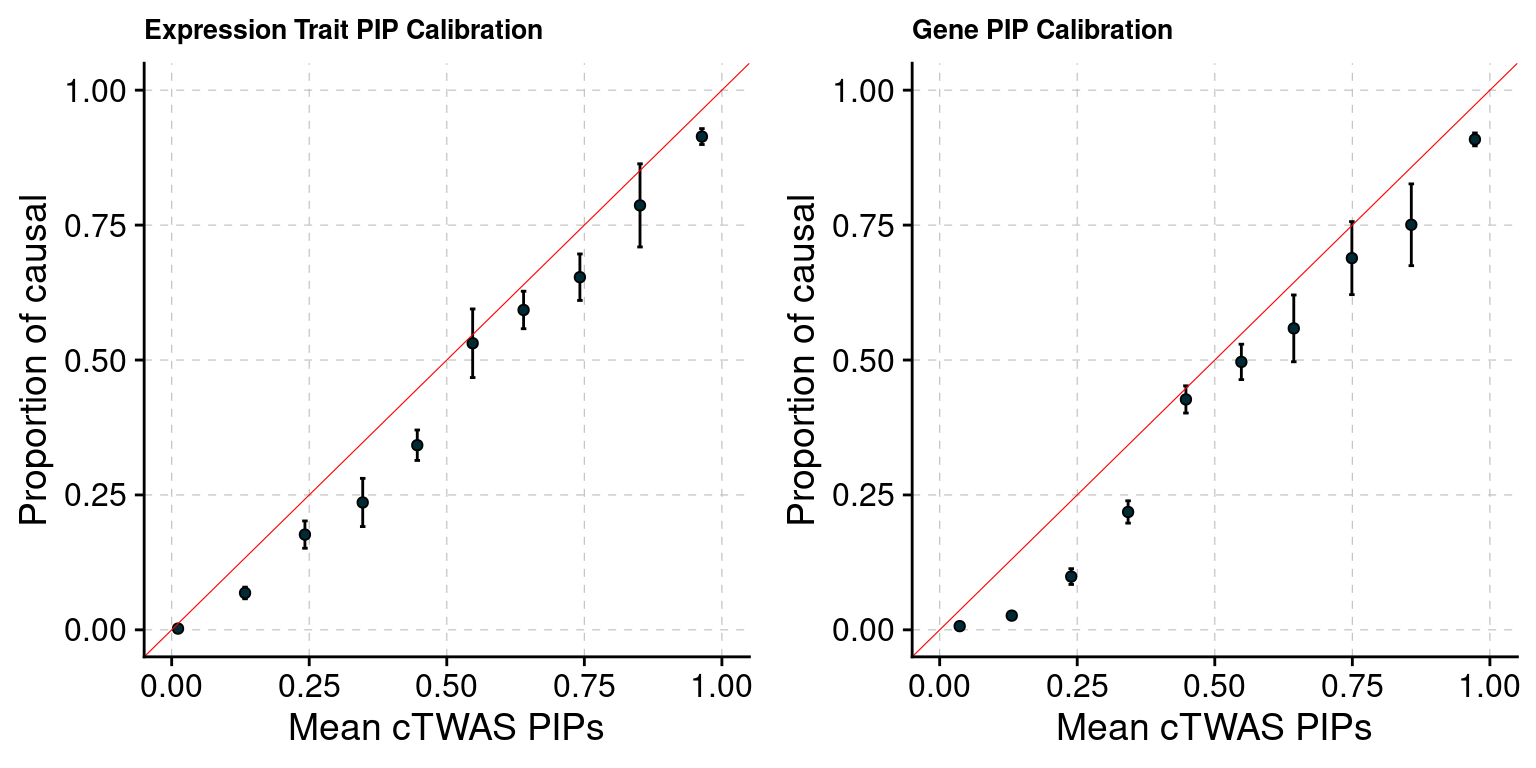 Expression Trait PIP Calibration
Proportion of causal
1.00
0.75
0.50
0.25
0.00
0.00 0.25 0.50 0.75 1.00
Mean cTWAS PIPs
Gene PIP Calibration
Proportion of causal
1.00
0.75
0.50
0.25
0.00
0.00 0.25 0.50 0.75 1.00
Mean cTWAS PIPs